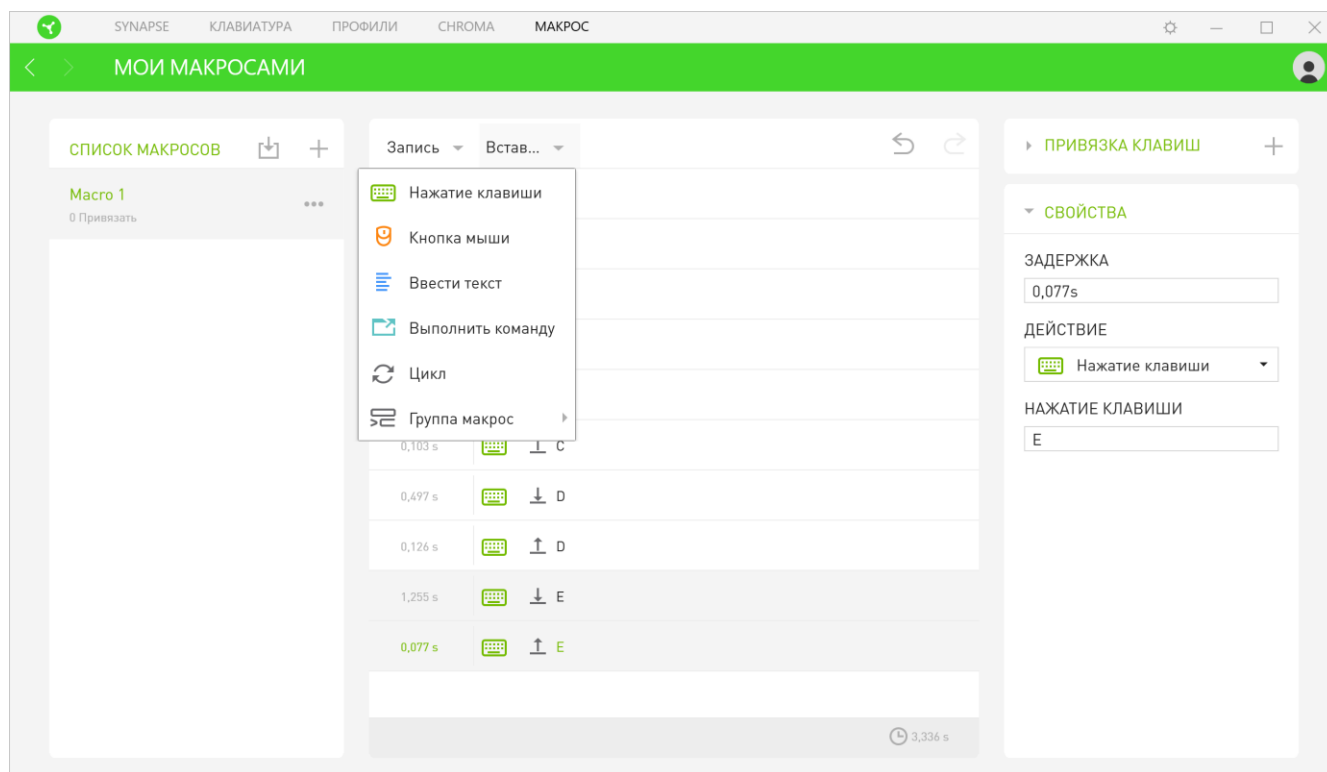 SYNAPSE КЛАВИАТУРА ПРОФИЛИ CHROMA МАКРОС
МОИ МАКРОСАМИ
СПИСОК МАКРОСОВ
Macro 1
0 Привязать
Запись Встав...
Нажатие клавиши
Кнопка мыши
Ввести текст
Выполнить команду
Цикл
Группа макрос
0,103 s C
0,497 s D
0,126 s D
1,255 s E
0,077 s E
3,336 s
ПРИВЯЗКА КЛАВИШ
СВОЙСТВА
ЗАДЕРЖКА
0,077s
ДЕЙСТВИЕ
Нажатие клавиши
НАЖАТИЕ КЛАВИШИ
E